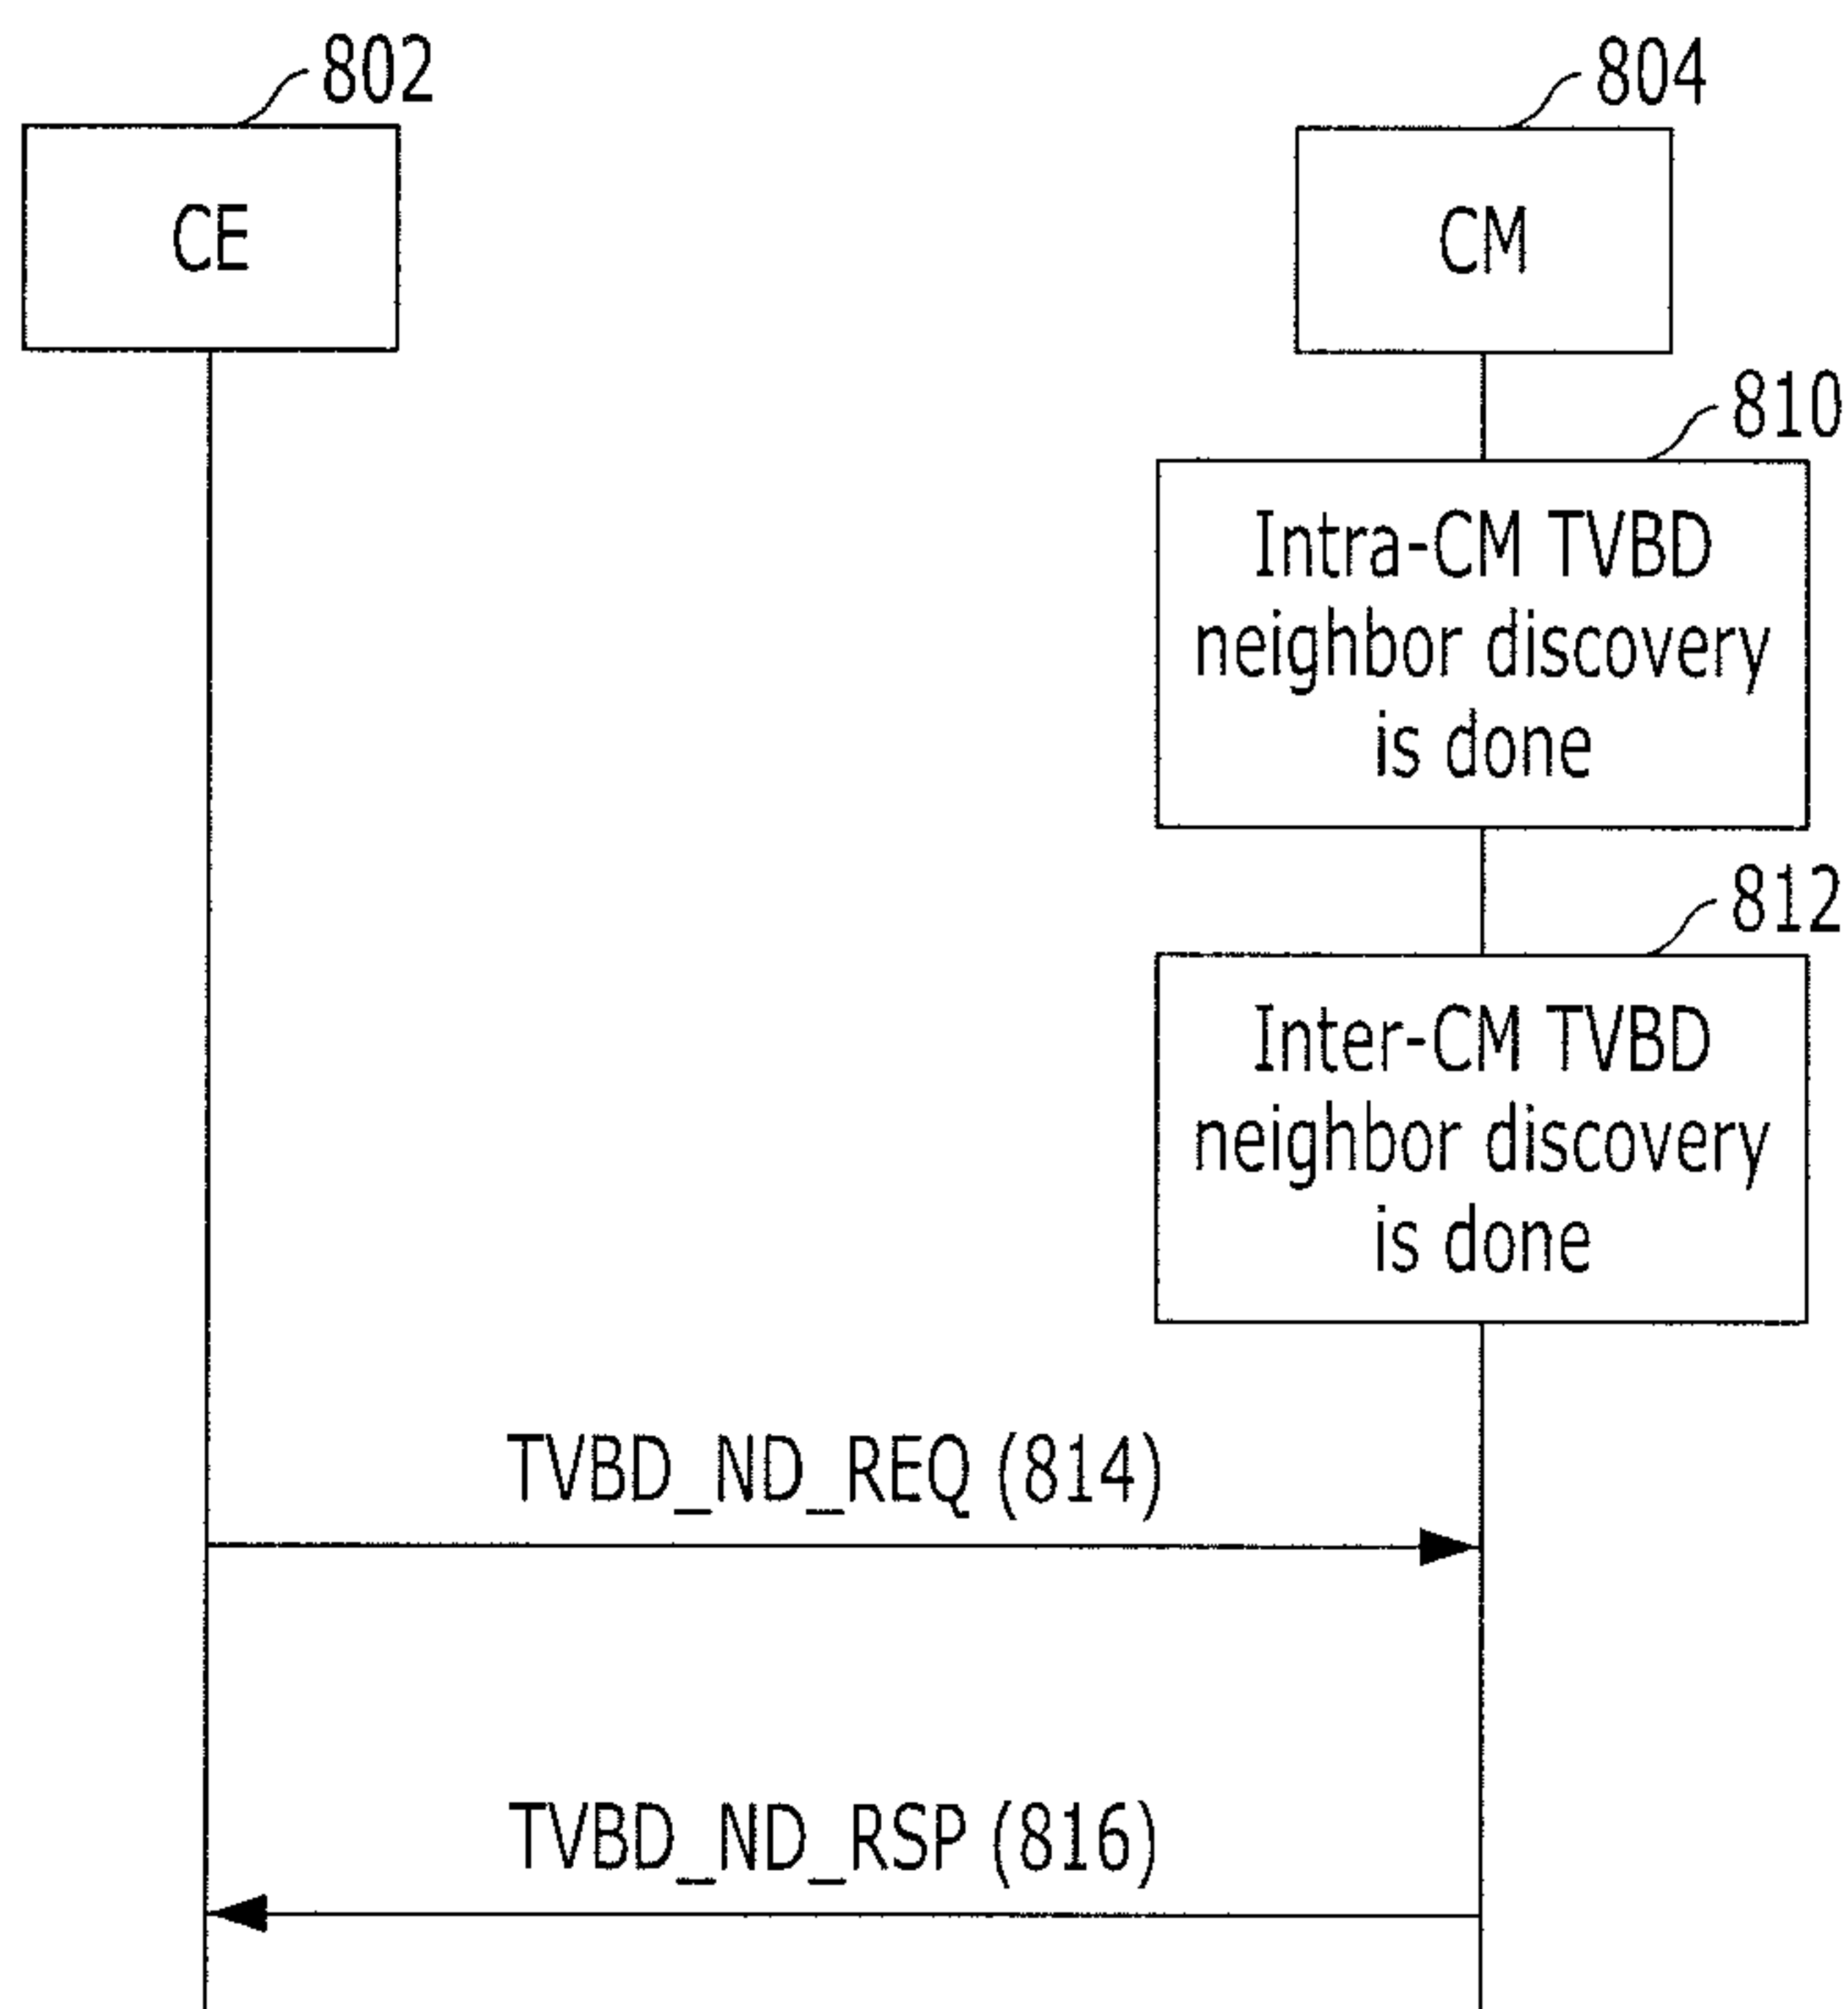 802
804
CE
CM
810
Intra-CM TVBD
neighbor discovery
is done
812
Inter-CM TVBD
neighbor discovery
is done
TVBD_ND_REQ (814)
TVBD_ND_RSP (816)